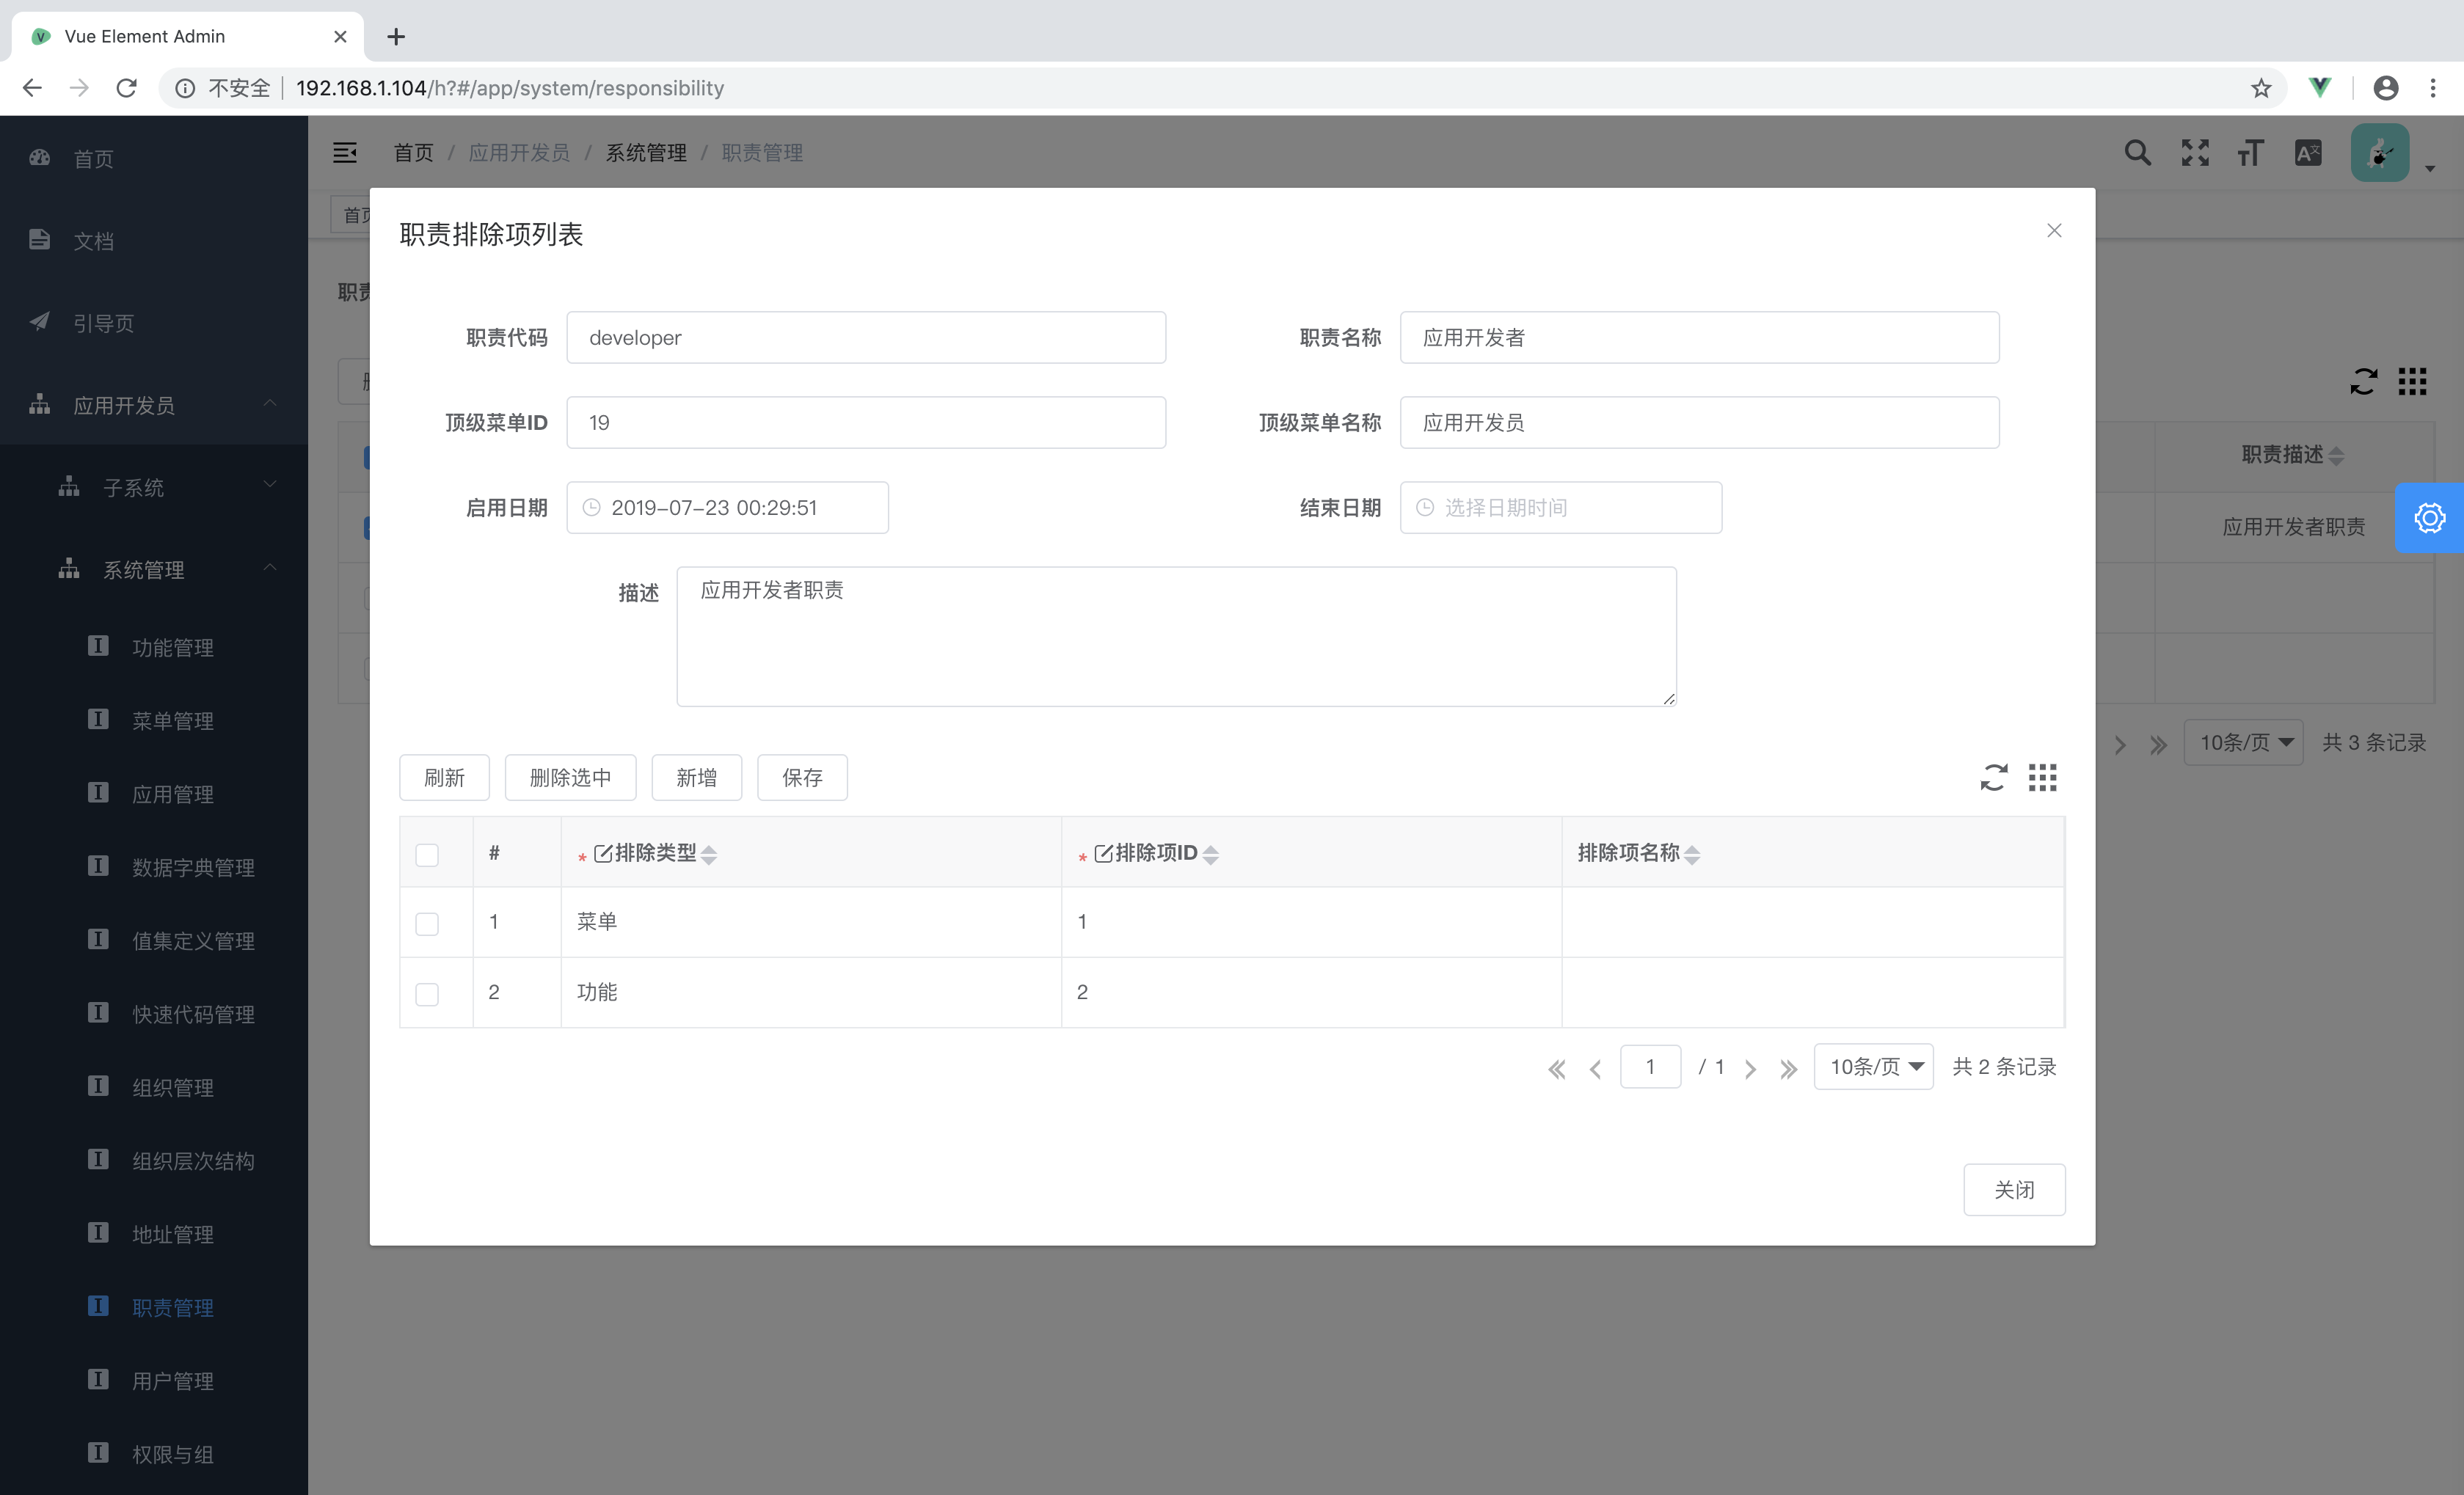 Vue Element Admin
不安全 192.168.1.104/h?#/app/system/responsibility
首页
文档
引导页
应用开发员
子系统
系统管理
功能管理
菜单管理
应用管理
数据字典管理
值集定义管理
快速代码管理
组织管理
组织层次结构
地址管理
职责管理
用户管理
权限与组
首页 / 应用开发员 / 系统管理 / 职责管理
首页
职责描述
应用开发者职责
10条/页 共 3 条记录
职责排除项列表
职责代码 developer 职责名称 应用开发者
顶级菜单ID 19 顶级菜单名称 应用开发员
启用日期 2019-07-23 00:29:51 结束日期 选择日期时间
描述 应用开发者职责
刷新 删除选中 新增 保存
# * 排除类型 * 排除项ID 排除项名称
1 菜单 1
2 功能 2
1 / 1 10条/页 共 2 条记录
关闭